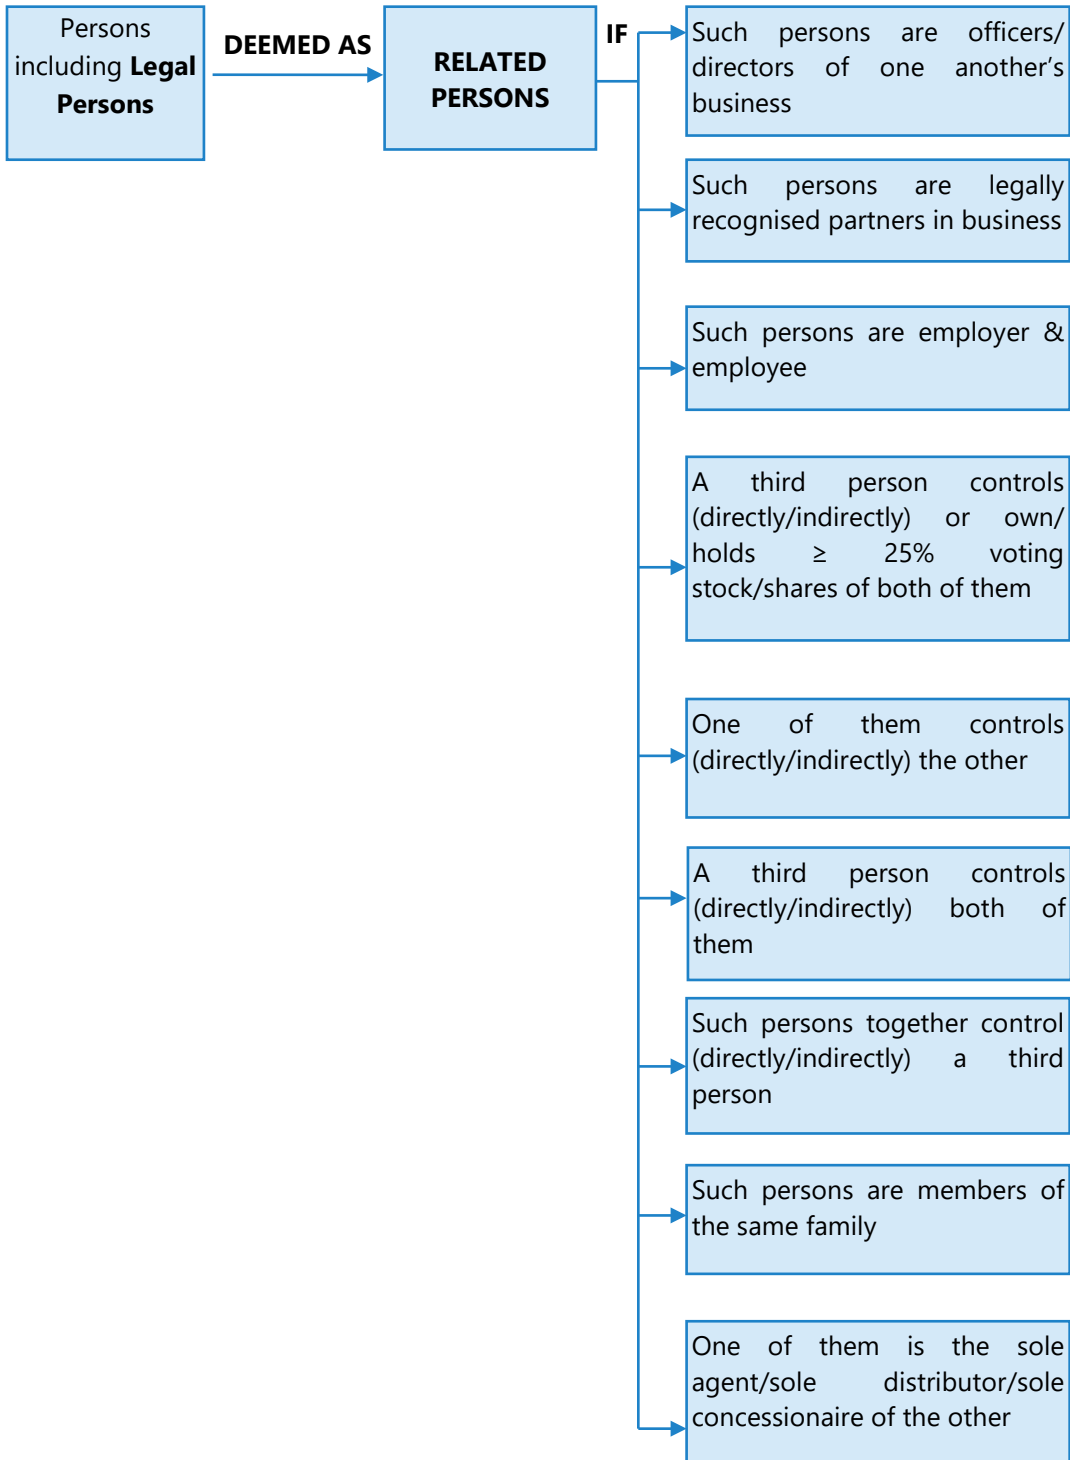 Persons
including Legal
Persons
DEEMED AS
RELATED
PERSONS
IF
Such persons are officers/
directors of one another’s
business
Such persons are legally
recognised partners in business
Such persons are employer &
employee
A third person controls
(directly/indirectly) or own/
holds ≥ 25% voting
stock/shares of both of them
One of them controls
(directly/indirectly) the other
A third person controls
(directly/indirectly) both of
them
Such persons together control
(directly/indirectly) a third
person
Such persons are members of
the same family
One of them is the sole
agent/sole distributor/sole
concessionaire of the other